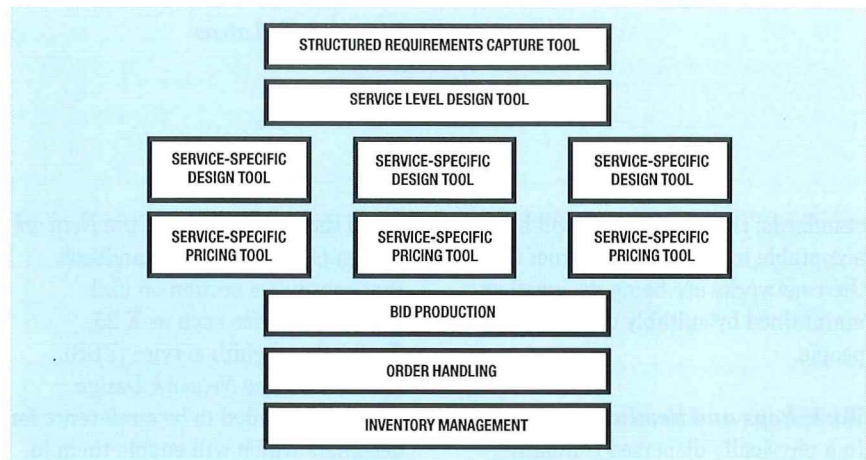 STRUCTURED REQUIREMENTS CAPTURE TOOL
SERVICE LEVEL DESIGN TOOL
SERVICE-SPECIFIC
DESIGN TOOL
SERVICE-SPECIFIC
DESIGN TOOL
SERVICE-SPECIFIC
DESIGN TOOL
SERVICE-SPECIFIC
PRICING TOOL
SERVICE-SPECIFIC
PRICING TOOL
SERVICE-SPECIFIC
PRICING TOOL
BID PRODUCTION
ORDER HANDLING
INVENTORY MANAGEMENT